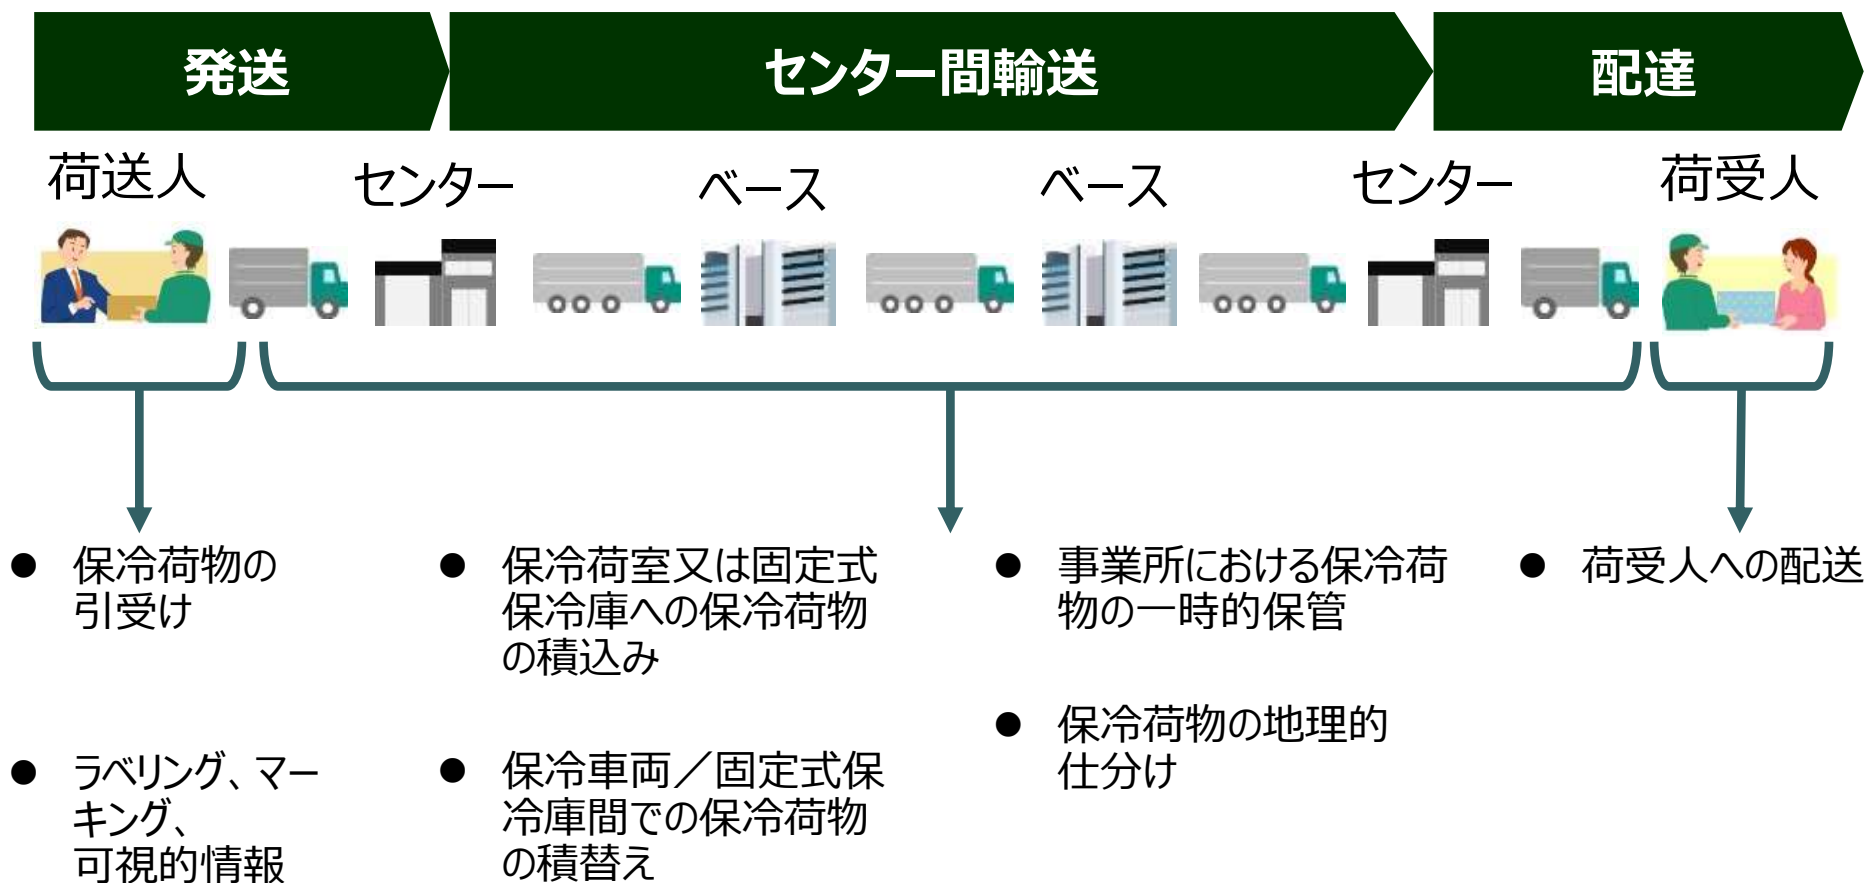 発送
センター間輸送
配達
荷送人
センター
ベース
ベース
センター
荷受人
● 保冷荷物の
引受け
● ラベリング、マー
キング、
可視的情報
● 保冷荷室又は固定式
保冷庫への保冷荷物
の積込み
● 保冷車両／固定式保
冷庫間での保冷荷物
の積替え
● 事業所における保冷荷
物の一時的保管
● 保冷荷物の地理的
仕分け
● 荷受人への配送